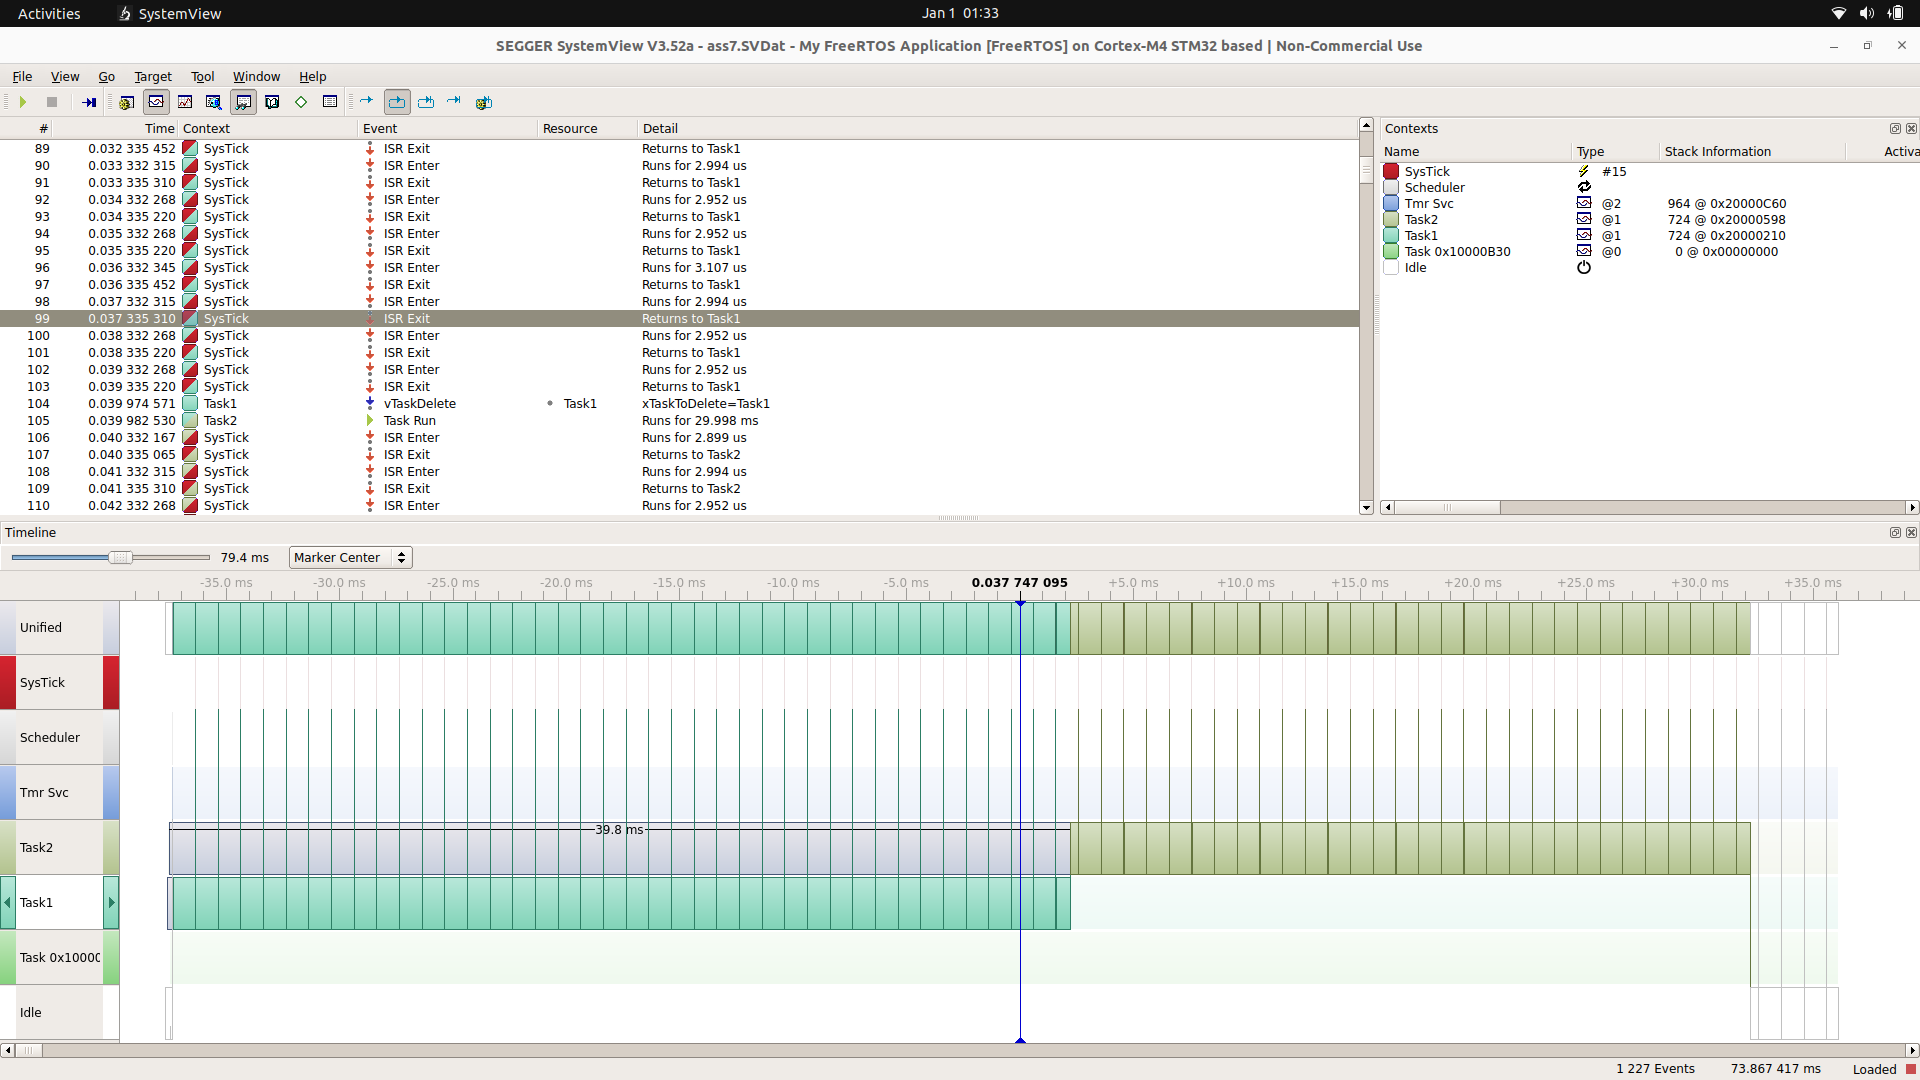 Activities SystemView Jan 1 01:33
SEGGER SystemView V3.52a - ass7.SVDat - My FreeRTOS Application [FreeRTOS] on Cortex-M4 STM32 based | Non-Commercial Use
File View Go Target Tool Window Help
# Time Context Event Resource Detail
89 0.032 335 452 SysTick ISR Exit Returns to Task1
90 0.033 332 315 SysTick ISR Enter Runs for 2.994 us
91 0.033 335 310 SysTick ISR Exit Returns to Task1
92 0.034 332 268 SysTick ISR Enter Runs for 2.952 us
93 0.034 335 220 SysTick ISR Exit Returns to Task1
94 0.035 332 268 SysTick ISR Enter Runs for 2.952 us
95 0.035 335 220 SysTick ISR Exit Returns to Task1
96 0.036 332 345 SysTick ISR Enter Runs for 3.107 us
97 0.036 335 452 SysTick ISR Exit Returns to Task1
98 0.037 332 315 SysTick ISR Enter Runs for 2.994 us
99 0.037 335 310 SysTick ISR Exit Returns to Task1
100 0.038 332 268 SysTick ISR Enter Runs for 2.952 us
101 0.038 335 220 SysTick ISR Exit Returns to Task1
102 0.039 332 268 SysTick ISR Enter Runs for 2.952 us
103 0.039 335 220 SysTick ISR Exit Returns to Task1
104 0.039 974 571 Task1 vTaskDelete Task1 xTaskToDelete=Task1
105 0.039 982 530 Task2 Task Run Runs for 29.998 ms
106 0.040 332 167 SysTick ISR Enter Runs for 2.899 us
107 0.040 335 065 SysTick ISR Exit Returns to Task2
108 0.041 332 315 SysTick ISR Enter Runs for 2.994 us
109 0.041 335 310 SysTick ISR Exit Returns to Task2
110 0.042 332 268 SysTick ISR Enter Runs for 2.952 us
Contexts
Name Type Stack Information Activa
SysTick #15
Scheduler
Tmr Svc @2 964 @ 0x20000C60
Task2 @1 724 @ 0x20000598
Task1 @1 724 @ 0x20000210
Task 0x10000B30 @0 0 @ 0x00000000
Idle
Timeline
79.4 ms Marker Center
-35.0 ms -30.0 ms -25.0 ms -20.0 ms -15.0 ms -10.0 ms -5.0 ms 0.037 747 095 +5.0 ms +10.0 ms +15.0 ms +20.0 ms +25.0 ms +30.0 ms +35.0 ms
Unified
SysTick
Scheduler
Tmr Svc
39.8 ms
Task2
Task1
Task 0x1000(
Idle
1 227 Events 73.867 417 ms Loaded